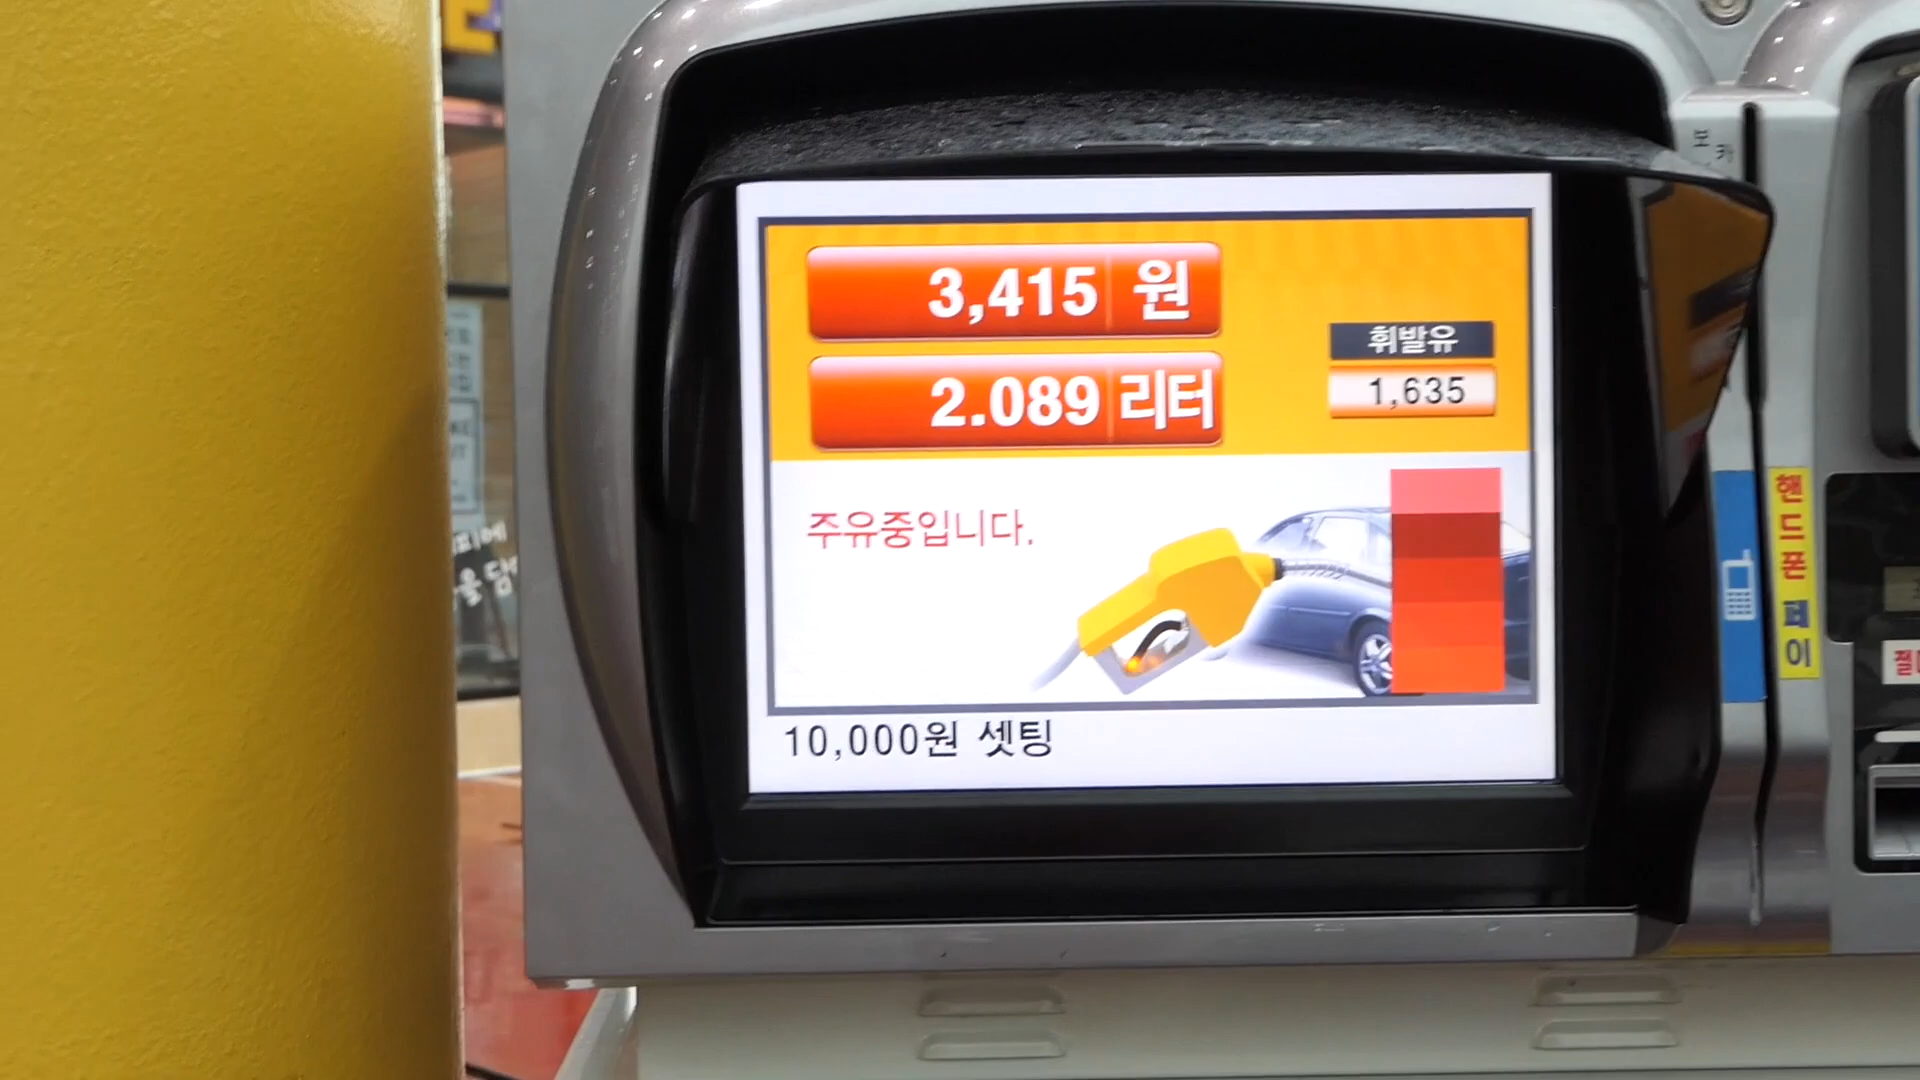 3,415 원
2.089 리터
휘발유
1,635
주유중입니다.
10,000원 셋팅
핸드폰 페이